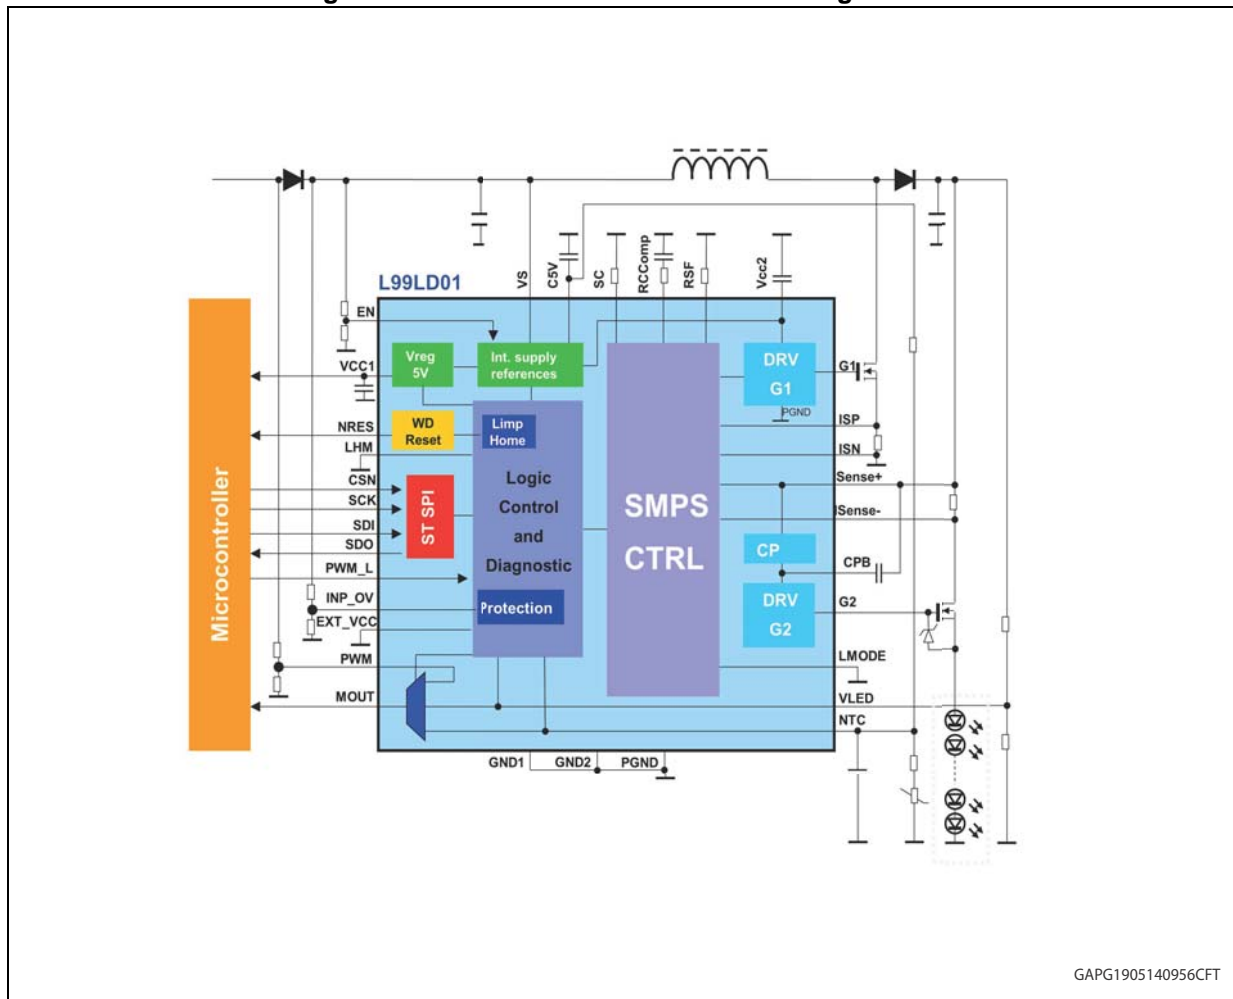 L99LD01
VS
C5V
SC
RCComp
RSF
Vcc2
Microcontroller
EN
VCC1
NRES
LHM
CSN
SCK
SDI
SDO
PWM_L
INP_OV
EXT_VCC
PWM
MOUT
Vreg
5V
Int. supply
references
WD
Reset
Limp
Home
ST SPI
Logic
Control
and
Diagnostic
Protection
SMPS
CTRL
DRV
G1
PGND
CP
DRV
G2
G1
ISP
ISN
Sense+
ISense-
CPB
G2
LMODE
VLED
NTC
GND1
GND2
PGND
GAPG1905140956CFT